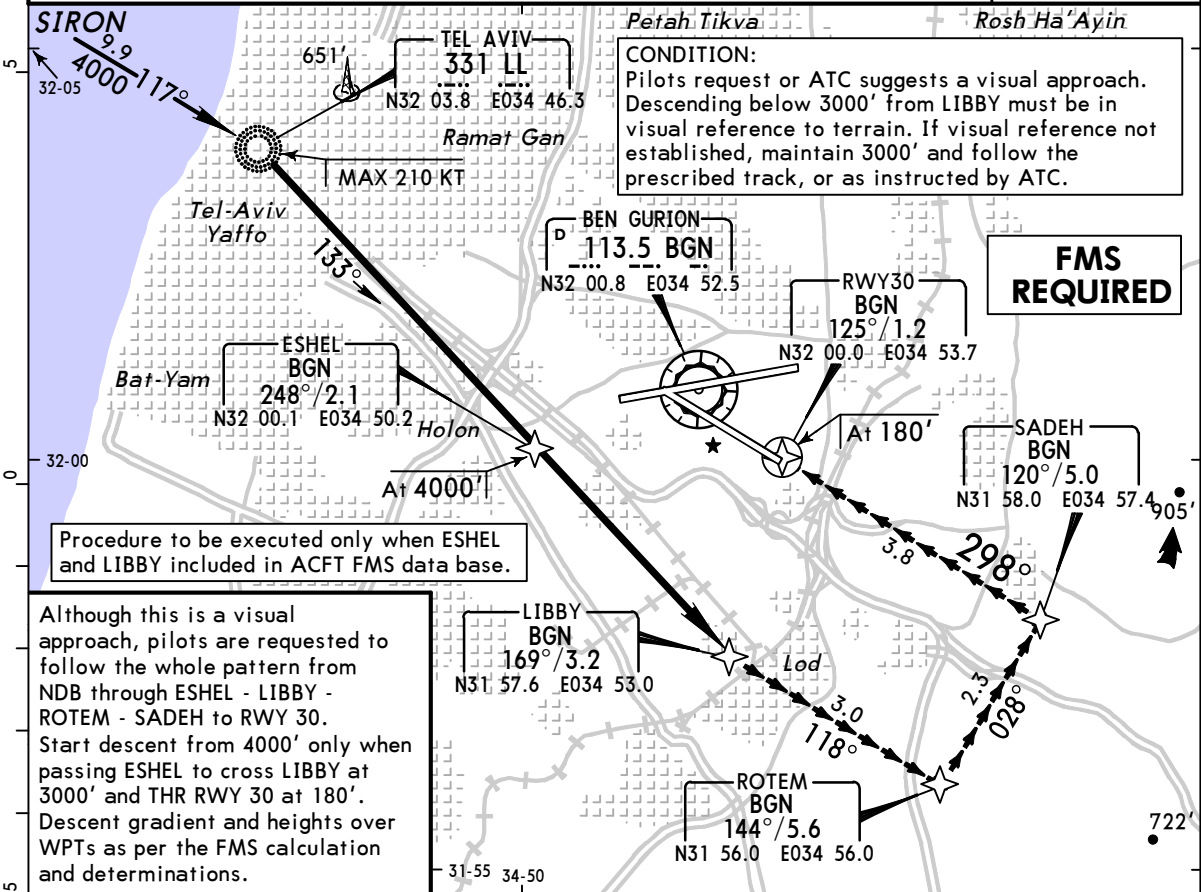 SIRON
9.9
4000
117°
5
32-05
651'
TEL AVIV
331 LL
N32 03.8 E034 46.3
MAX 210 KT
Petah Tikva
Rosh Ha'Ayin
Ramat Gan
CONDITION:
Pilots request or ATC suggests a visual approach.
Descending below 3000' from LIBBY must be in
visual reference to terrain. If visual reference not
established, maintain 3000' and follow the
prescribed track, or as instructed by ATC.
Tel-Aviv
Yaffo
133°
BEN GURION
D 113.5 BGN
N32 00.8 E034 52.5
FMS
REQUIRED
RWY30
BGN
125°/1.2
N32 00.0 E034 53.7
At 180'
ESHEL
BGN
248°/2.1
N32 00.1 E034 50.2
Bat-Yam
Holon
At 4000'
0
32-00
SADEH
BGN
120°/5.0
N31 58.0 E034 57.4
905'
3.8
298°
Procedure to be executed only when ESHEL
and LIBBY included in ACFT FMS data base.
Although this is a visual
approach, pilots are requested to
follow the whole pattern from
NDB through ESHEL - LIBBY -
ROTEM - SADEH to RWY 30.
Start descent from 4000' only when
passing ESHEL to cross LIBBY at
3000' and THR RWY 30 at 180'.
Descent gradient and heights over
WPTs as per the FMS calculation
and determinations.
LIBBY
BGN
169°/3.2
N31 57.6 E034 53.0
Lod
3.0
118°
2.3
028°
ROTEM
BGN
144°/5.6
N31 56.0 E034 56.0
722'
31-55
34-50
5